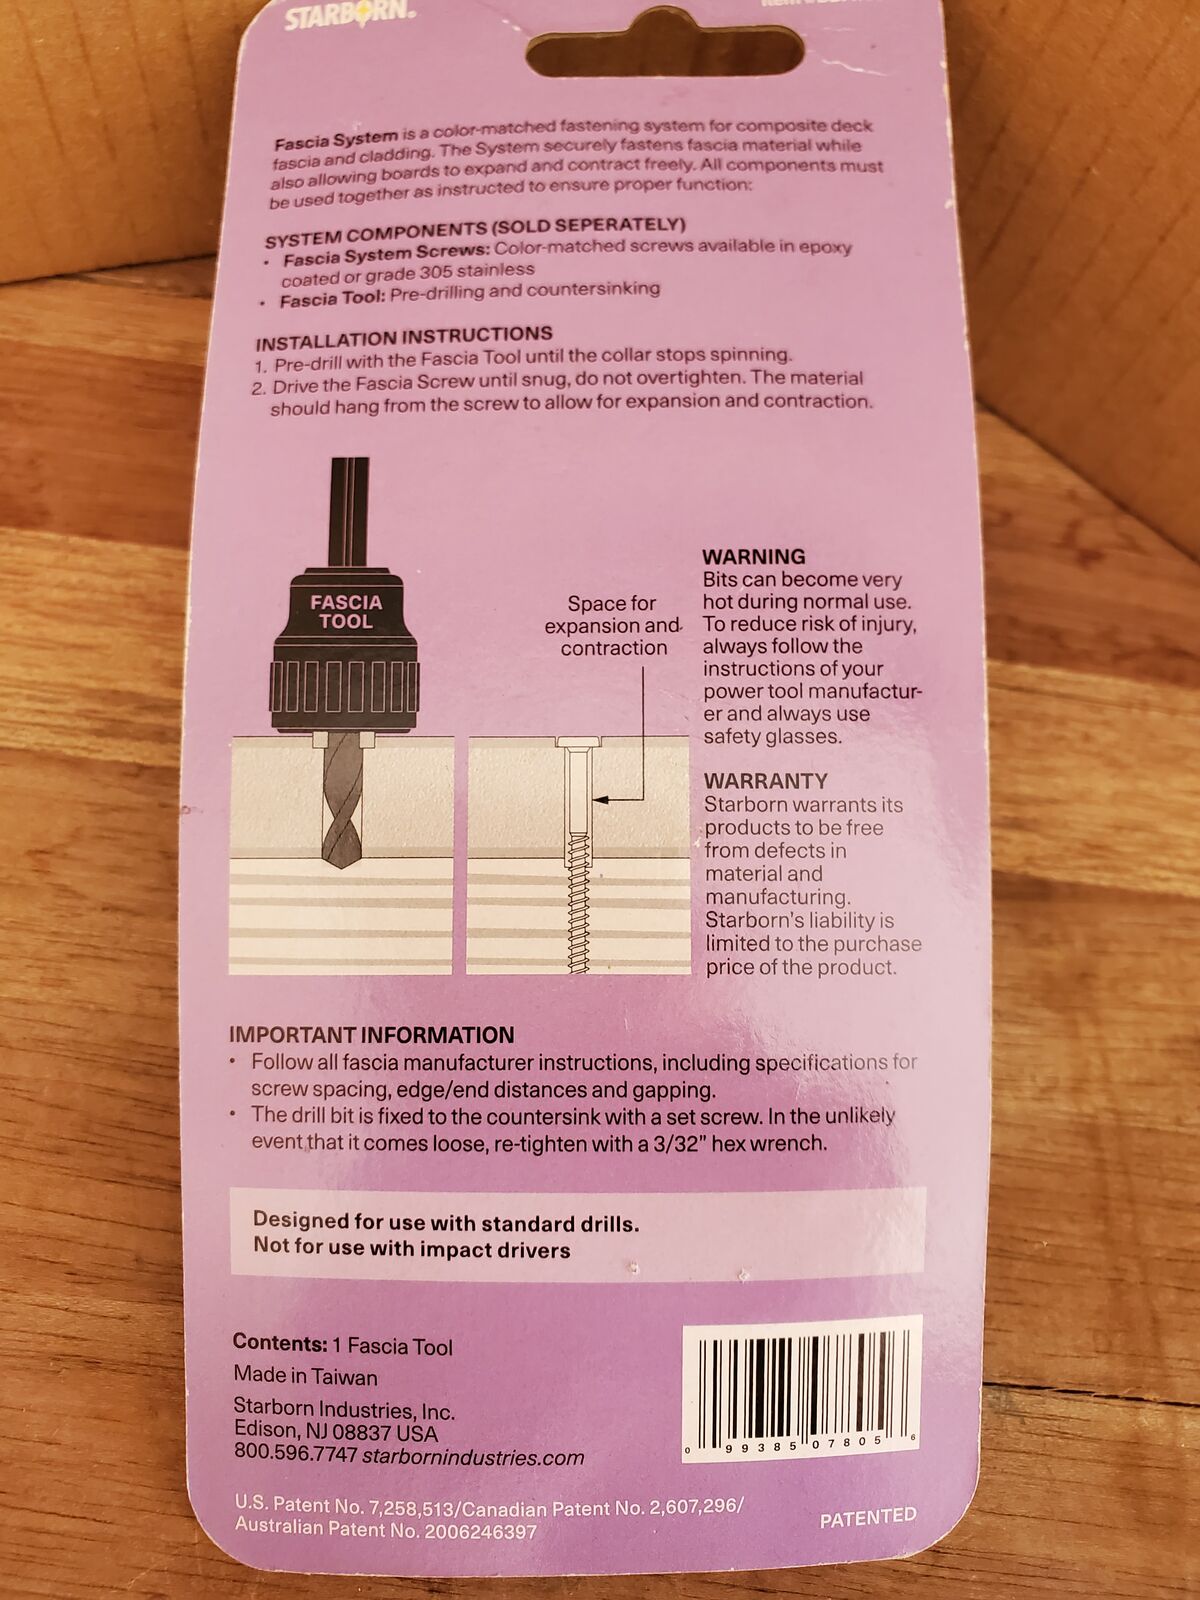 STARBORN®
Fascia System is a color-matched fastening system for composite deck
fascia and cladding. The System securely fastens fascia material while
also allowing boards to expand and contract freely. All components must
be used together as instructed to ensure proper function:
SYSTEM COMPONENTS (SOLD SEPERATELY)
• Fascia System Screws: Color-matched screws available in epoxy
coated or grade 305 stainless
• Fascia Tool: Pre-drilling and countersinking
INSTALLATION INSTRUCTIONS
1. Pre-drill with the Fascia Tool until the collar stops spinning.
2. Drive the Fascia Screw until snug, do not overtighten. The material
should hang from the screw to allow for expansion and contraction.
FASCIA
TOOL
Space for
expansion and
contraction
WARNING
Bits can become very
hot during normal use.
To reduce risk of injury,
always follow the
instructions of your
power tool manufactur-
er and always use
safety glasses.
WARRANTY
Starborn warrants its
products to be free
from defects in
material and
manufacturing.
Starborn's liability is
limited to the purchase
price of the product.
IMPORTANT INFORMATION
• Follow all fascia manufacturer instructions, including specifications for
screw spacing, edge/end distances and gapping.
• The drill bit is fixed to the countersink with a set screw. In the unlikely
event that it comes loose, re-tighten with a 3/32" hex wrench.
Designed for use with standard drills.
Not for use with impact drivers
Contents: 1 Fascia Tool
Made in Taiwan
Starborn Industries, Inc.
Edison, NJ 08837 USA
800.596.7747 starbornindustries.com
0 99385 07805 6
U.S. Patent No. 7,258,513/Canadian Patent No. 2,607,296/
Australian Patent No. 2006246397
PATENTED